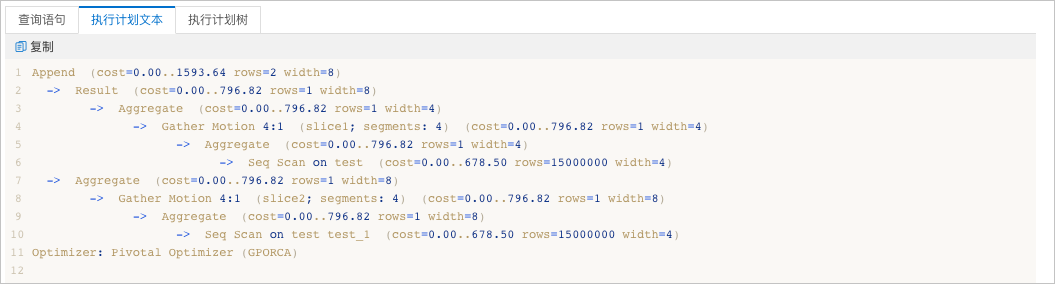 查询语句 执行计划文本 执行计划树
复制
1 Append (cost=0.00..1593.64 rows=2 width=8)
2 -> Result (cost=0.00..796.82 rows=1 width=8)
3 -> Aggregate (cost=0.00..796.82 rows=1 width=4)
4 -> Gather Motion 4:1 (slice1; segments: 4) (cost=0.00..796.82 rows=1 width=4)
5 -> Aggregate (cost=0.00..796.82 rows=1 width=4)
6 -> Seq Scan on test (cost=0.00..678.50 rows=15000000 width=4)
7 -> Aggregate (cost=0.00..796.82 rows=1 width=8)
8 -> Gather Motion 4:1 (slice2; segments: 4) (cost=0.00..796.82 rows=1 width=8)
9 -> Aggregate (cost=0.00..796.82 rows=1 width=8)
10 -> Seq Scan on test test_1 (cost=0.00..678.50 rows=15000000 width=4)
11 Optimizer: Pivotal Optimizer (GPORCA)
12